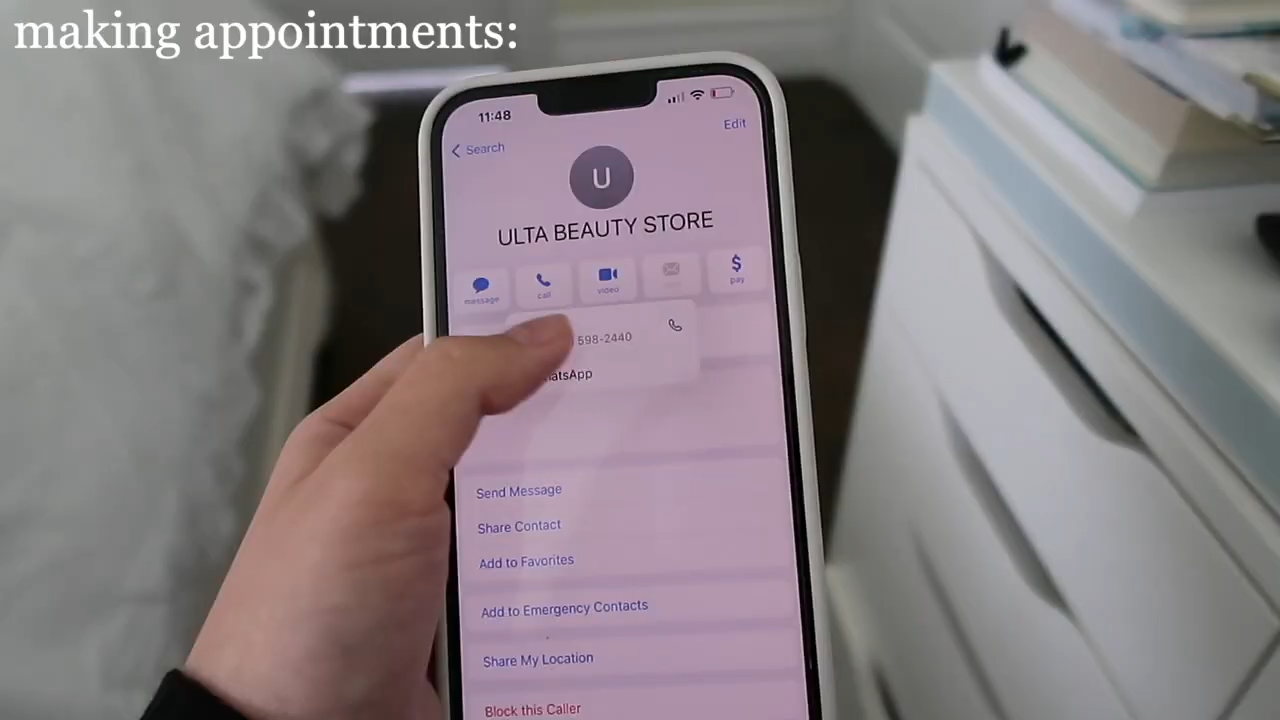 making appointments:
11:48
Search
Edit
U
ULTA BEAUTY STORE
message call video pay
598-2440
Send Message
Share Contact
Add to Favorites
Add to Emergency Contacts
Share My Location
Block this Caller